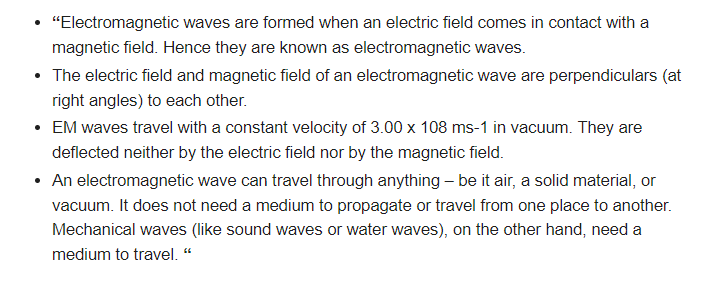 • “Electromagnetic waves are formed when an electric field comes in contact with a
magnetic field. Hence they are known as electromagnetic waves.
• The electric field and magnetic field of an electromagnetic wave are perpendiculars (at
right angles) to each other.
• EM waves travel with a constant velocity of 3.00 x 108 ms-1 in vacuum. They are
deflected neither by the electric field nor by the magnetic field.
• An electromagnetic wave can travel through anything – be it air, a solid material, or
vacuum. It does not need a medium to propagate or travel from one place to another.
Mechanical waves (like sound waves or water waves), on the other hand, need a
medium to travel. “